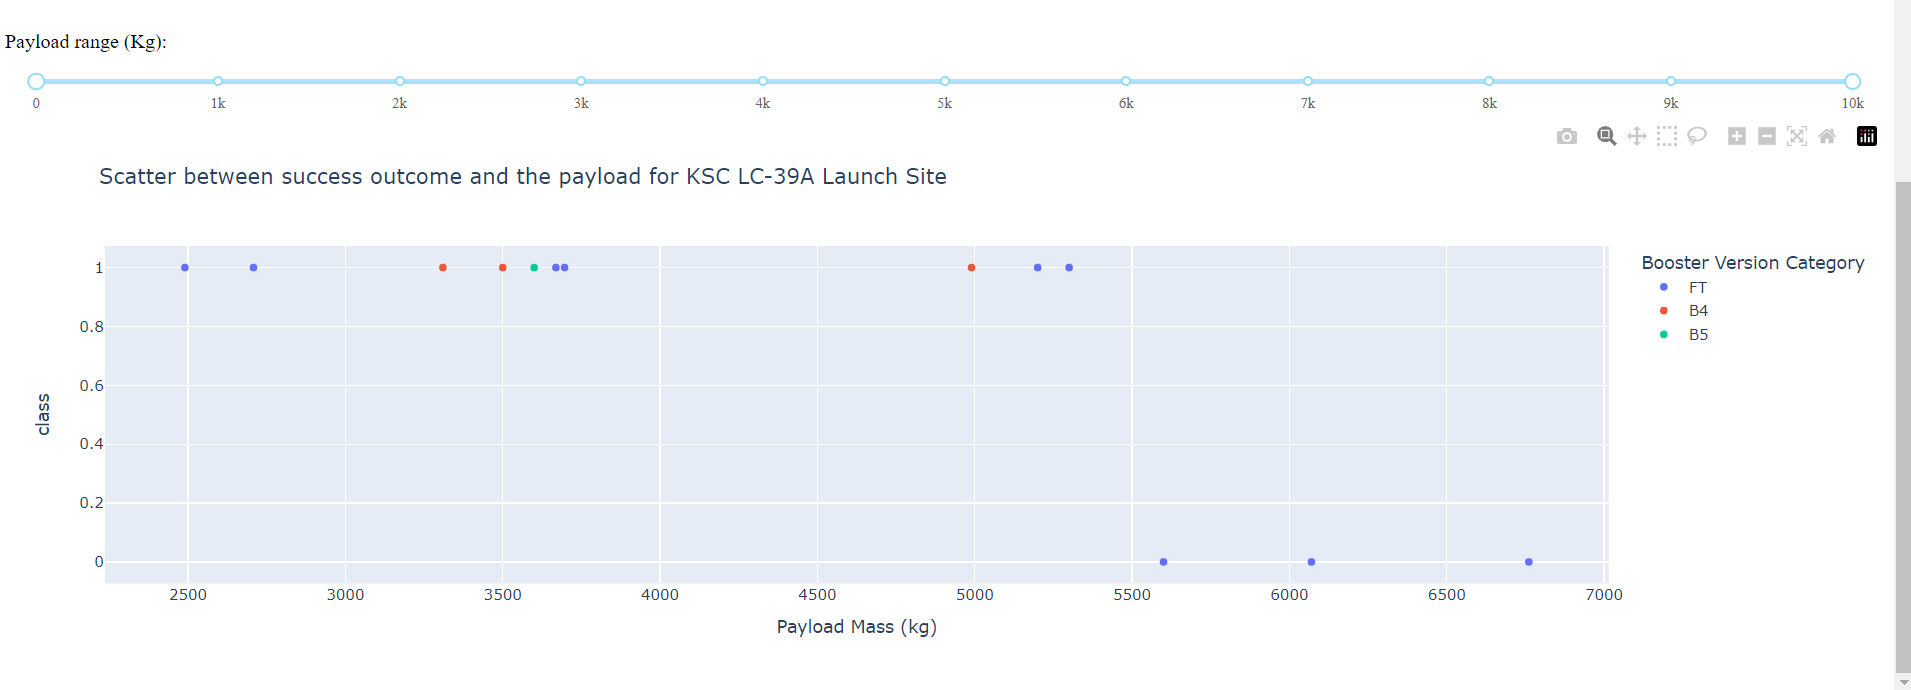 Payload range (Kg):
0 1k 2k 3k 4k 5k 6k 7k 8k 9k 10k
Scatter between success outcome and the payload for KSC LC-39A Launch Site
Booster Version Category
FT
B4
B5
1
0.8
0.6
0.4
0.2
0
class
2500 3000 3500 4000 4500 5000 5500 6000 6500 7000
Payload Mass (kg)